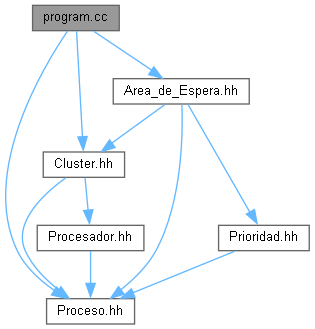 program.cc
Area_de_Espera.hh
Cluster.hh
Procesador.hh
Prioridad.hh
Proceso.hh